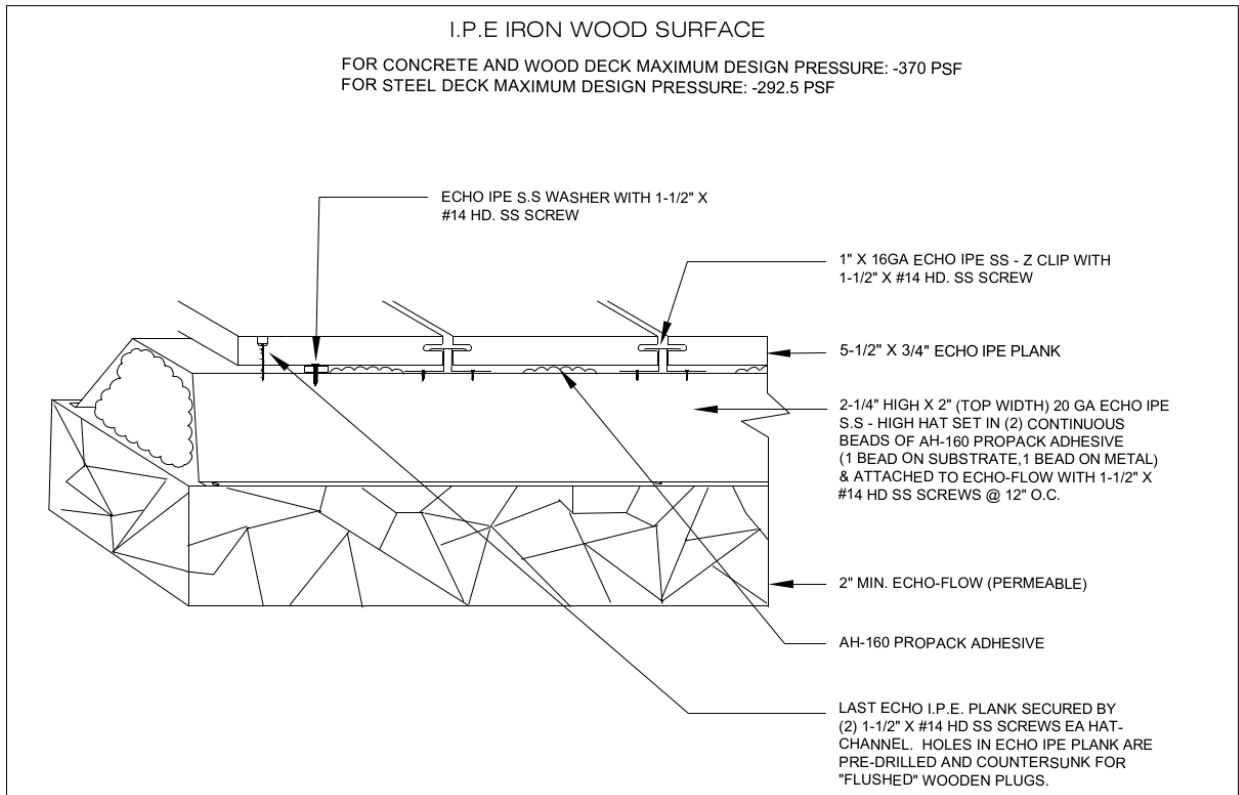 I.P.E IRON WOOD SURFACE
FOR CONCRETE AND WOOD DECK MAXIMUM DESIGN PRESSURE: -370 PSF
FOR STEEL DECK MAXIMUM DESIGN PRESSURE: -292.5 PSF
ECHO IPE S.S WASHER WITH 1-1/2" X
#14 HD. SS SCREW
1" X 16GA ECHO IPE SS - Z CLIP WITH
1-1/2" X #14 HD. SS SCREW
5-1/2" X 3/4" ECHO IPE PLANK
2-1/4" HIGH X 2" (TOP WIDTH) 20 GA ECHO IPE
S.S - HIGH HAT SET IN (2) CONTINUOUS
BEADS OF AH-160 PROPACK ADHESIVE
(1 BEAD ON SUBSTRATE,1 BEAD ON METAL)
& ATTACHED TO ECHO-FLOW WITH 1-1/2" X
#14 HD SS SCREWS @ 12" O.C.
2" MIN. ECHO-FLOW (PERMEABLE)
AH-160 PROPACK ADHESIVE
LAST ECHO I.P.E. PLANK SECURED BY
(2) 1-1/2" X #14 HD SS SCREWS EA HAT-
CHANNEL. HOLES IN ECHO IPE PLANK ARE
PRE-DRILLED AND COUNTERSUNK FOR
"FLUSHED" WOODEN PLUGS.